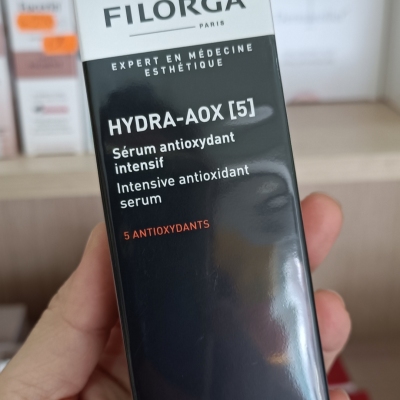 FILORGA
PARIS
EXPERT EN MÉDECINE
ESTHÉTIQUE
HYDRA-AOX [5]
Sérum antioxydant
intensif
Intensive antioxidant
serum
5 ANTIOXYDANTS